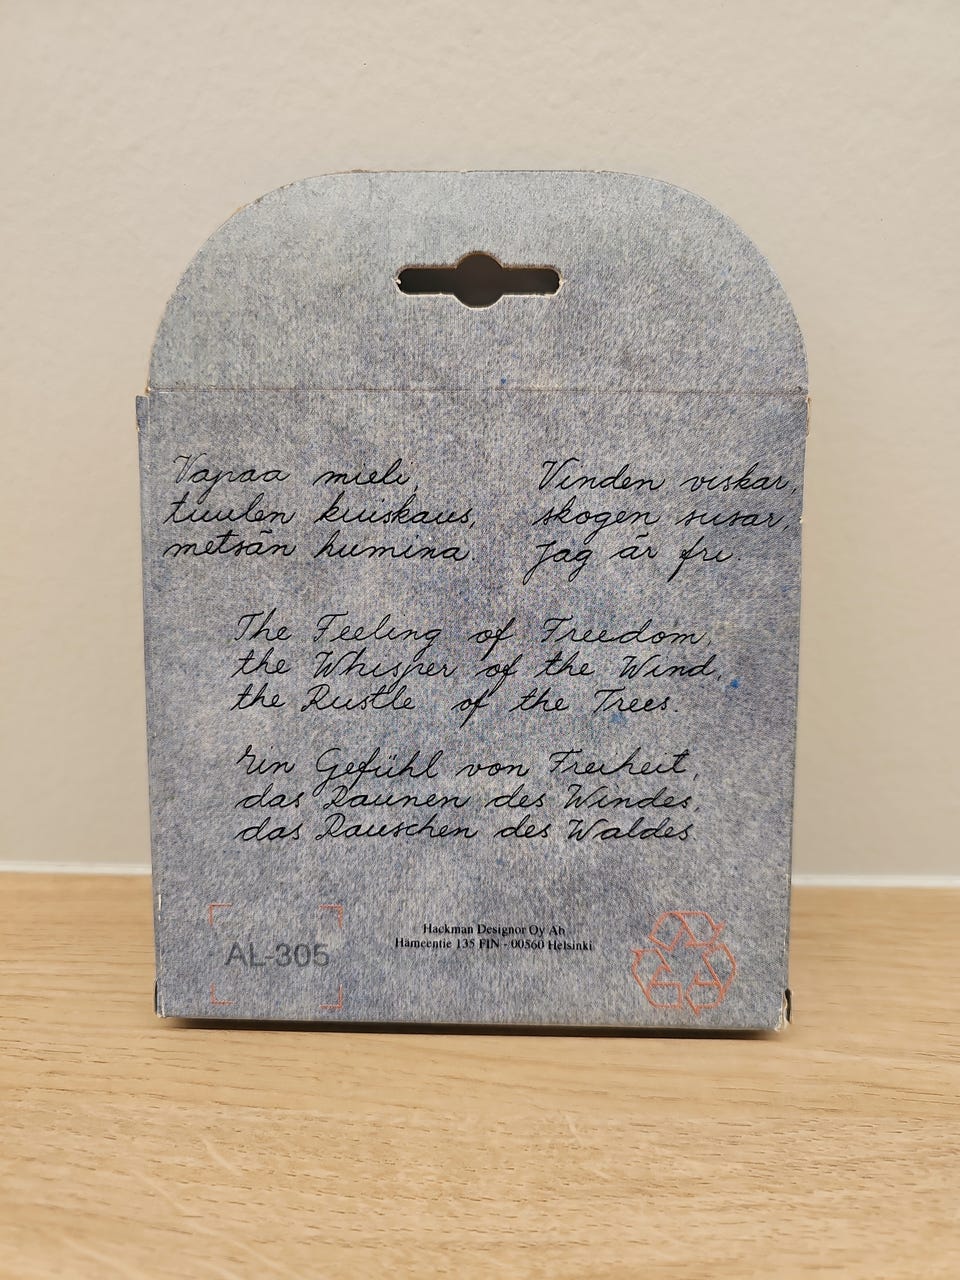 Vapaa mieli,
tuulen kuiskaus,
metsän humina.
Vinden viskar,
skogen susar,
Jag är fri.
The Feeling of Freedom,
the Whisper of the Wind,
the Rustle of the Trees.
Ein Gefühl von Freiheit,
das Raunen des Windes,
das Rauschen des Waldes
AL-305
Hackman Designor Oy Ab
Hämeentie 135 FIN - 00560 Helsinki